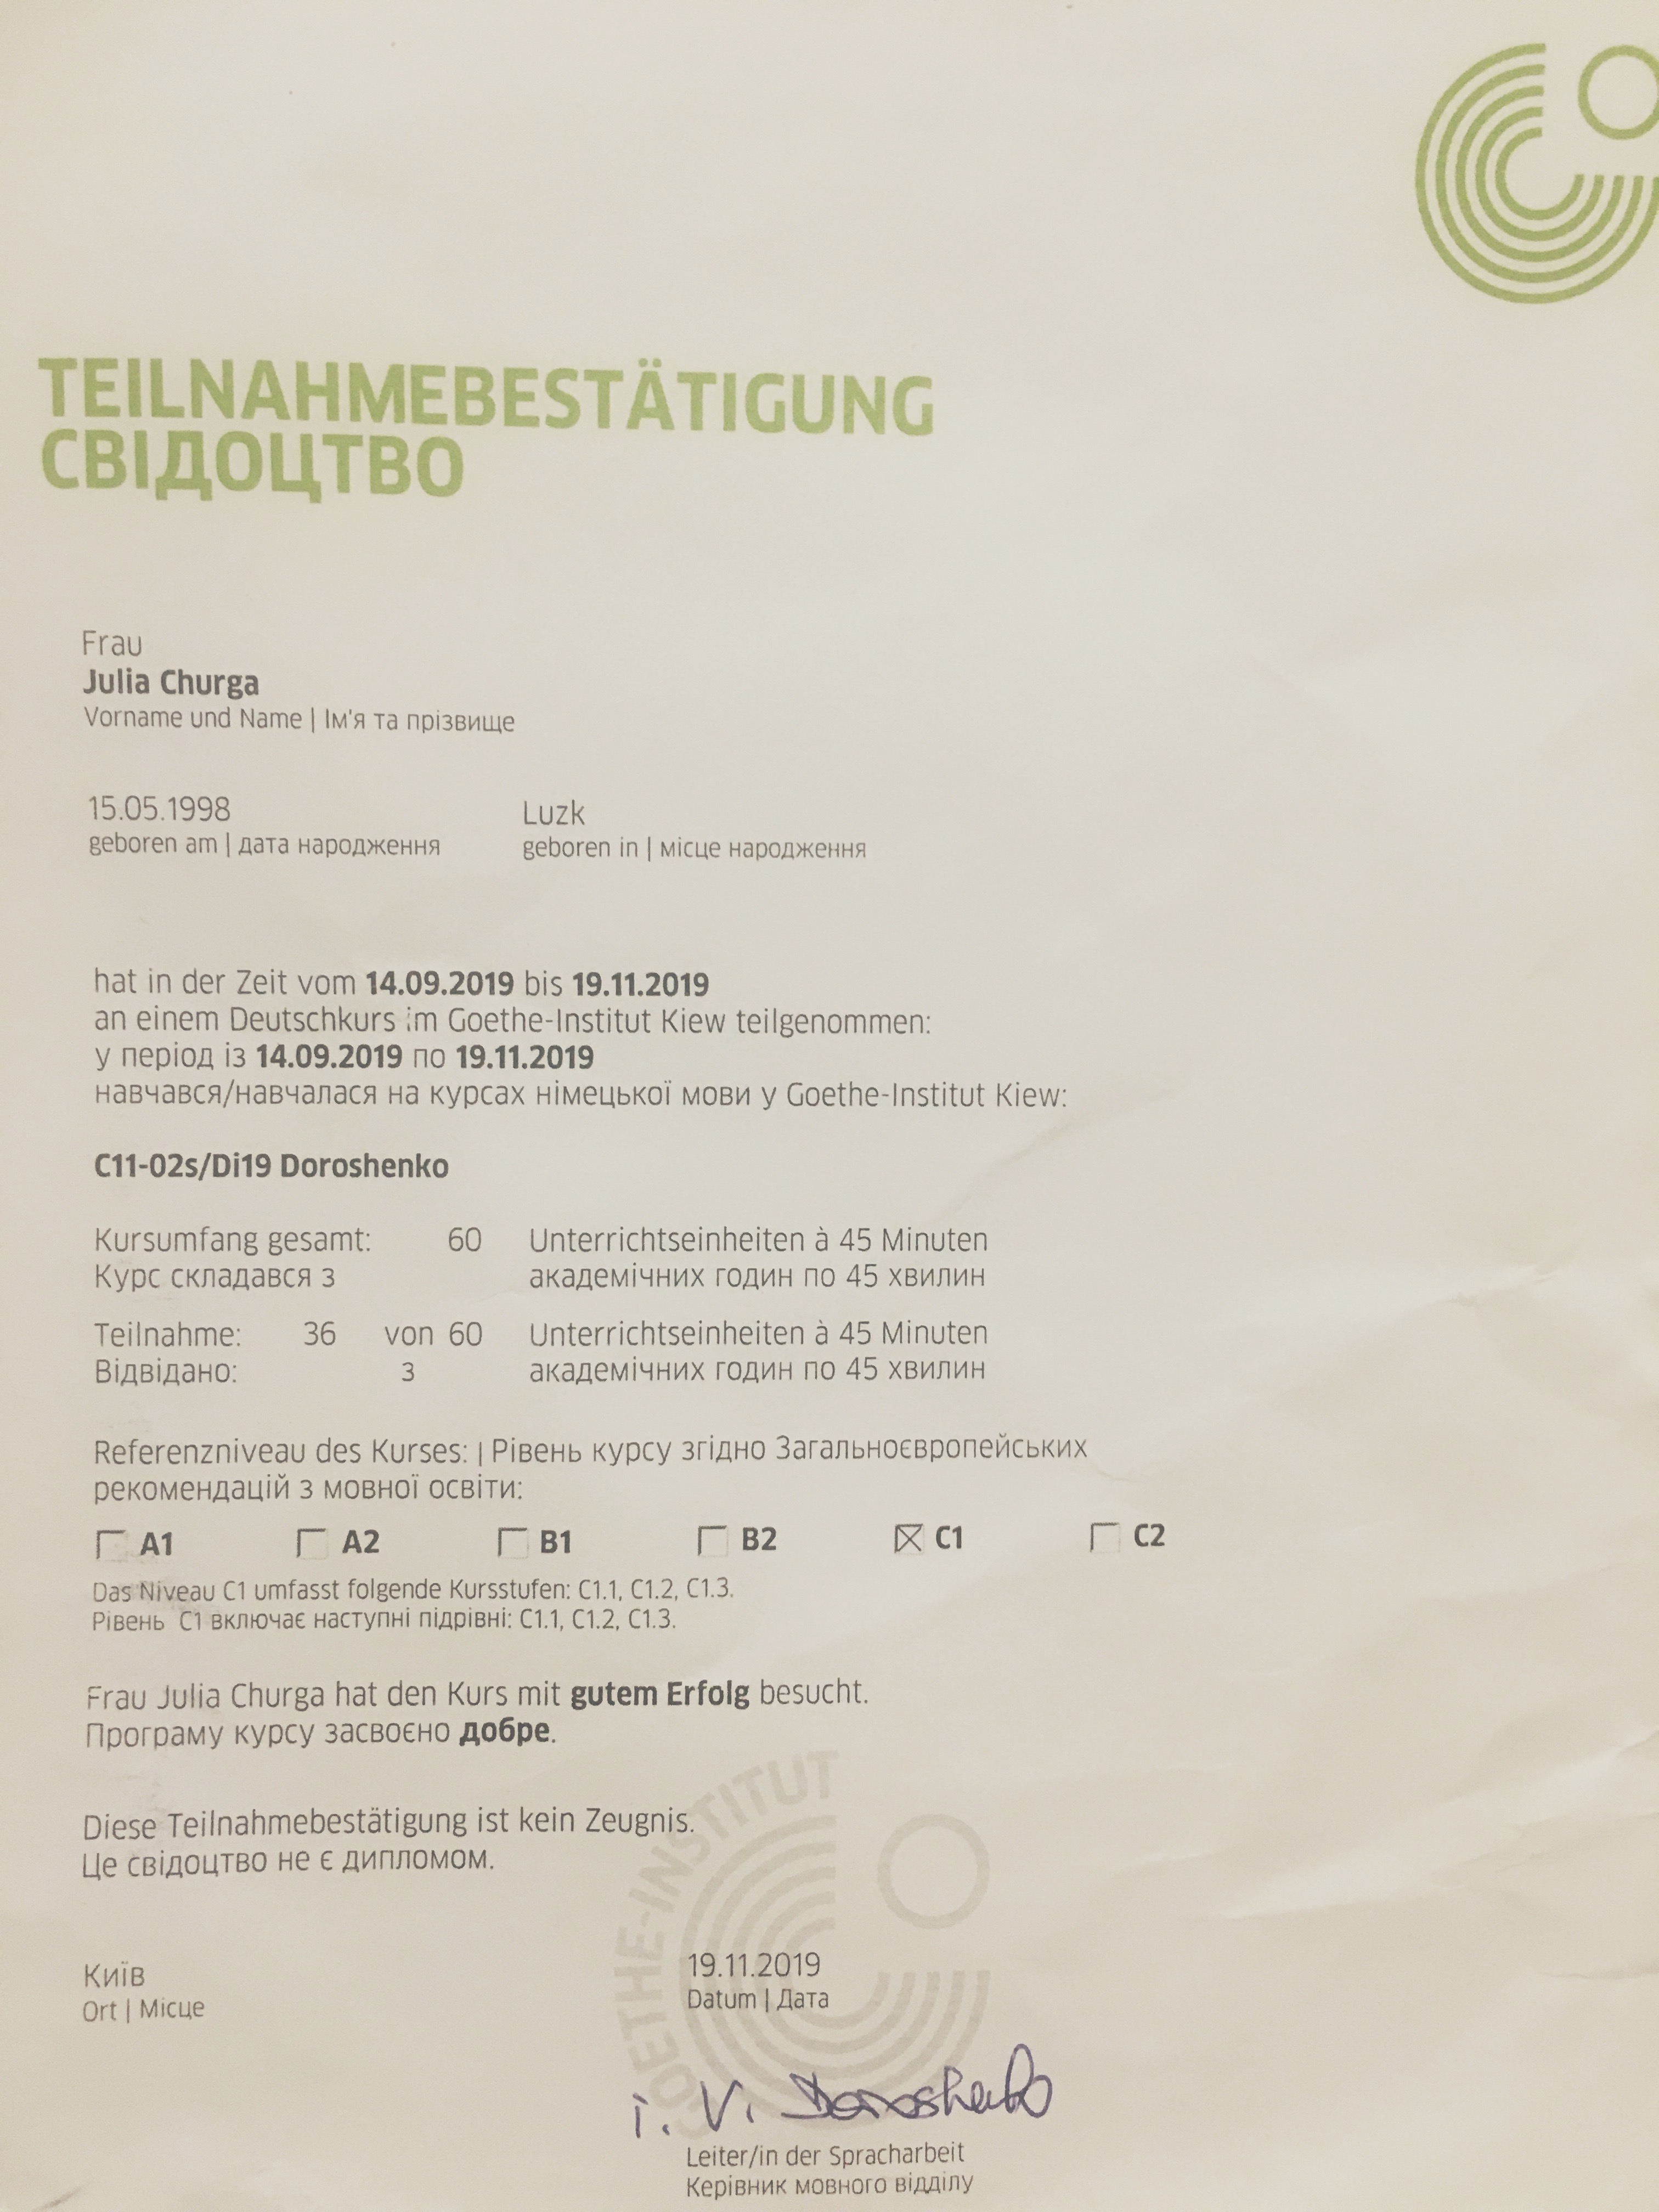 TEILNAHMEBESTÄTIGUNG
СВІДОЦТВО
Frau
Julia Churga
Vorname und Name | Ім'я та прізвище
15.05.1998 Luzk
geboren am | дата народження geboren in | місце народження
hat in der Zeit vom 14.09.2019 bis 19.11.2019
an einem Deutschkurs im Goethe-Institut Kiew teilgenommen:
у період із 14.09.2019 по 19.11.2019
навчався/навчалася на курсах німецької мови у Goethe-Institut Kiew:
C11-02s/Di19 Doroshenko
Kursumfang gesamt: 60 Unterrichtseinheiten à 45 Minuten
Курс складався з академічних годин по 45 хвилин
Teilnahme: 36 von 60 Unterrichtseinheiten à 45 Minuten
Відвідано: з академічних годин по 45 хвилин
Referenzniveau des Kurses: | Рівень курсу згідно Загальноєвропейських
рекомендацій з мовної освіти:
A1 A2 B1 B2 C1 C2
Das Niveau C1 umfasst folgende Kursstufen: C1.1, C1.2, C1.3.
Рівень C1 включає наступні підрівні: C1.1, C1.2, C1.3.
Frau Julia Churga hat den Kurs mit gutem Erfolg besucht.
Програму курсу засвоєно добре.
GOETHE-INSTITUT
Diese Teilnahmebestätigung ist kein Zeugnis.
Це свідоцтво не є дипломом.
Київ 19.11.2019
Ort | Місце Datum | Дата
i. V. Doroshenko
Leiter/in der Spracharbeit
Керівник мовного відділу